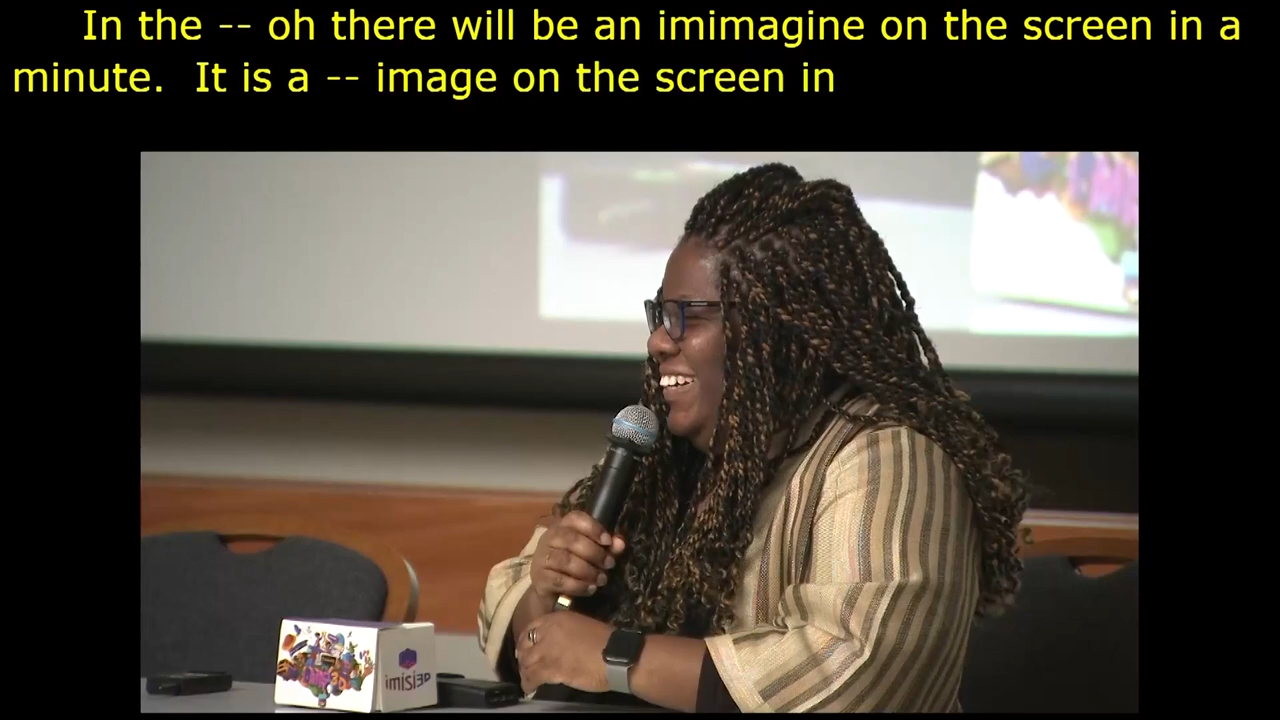 In the -- oh there will be an imimagine on the screen in a
minute.  It is a -- image on the screen in
imisi3D